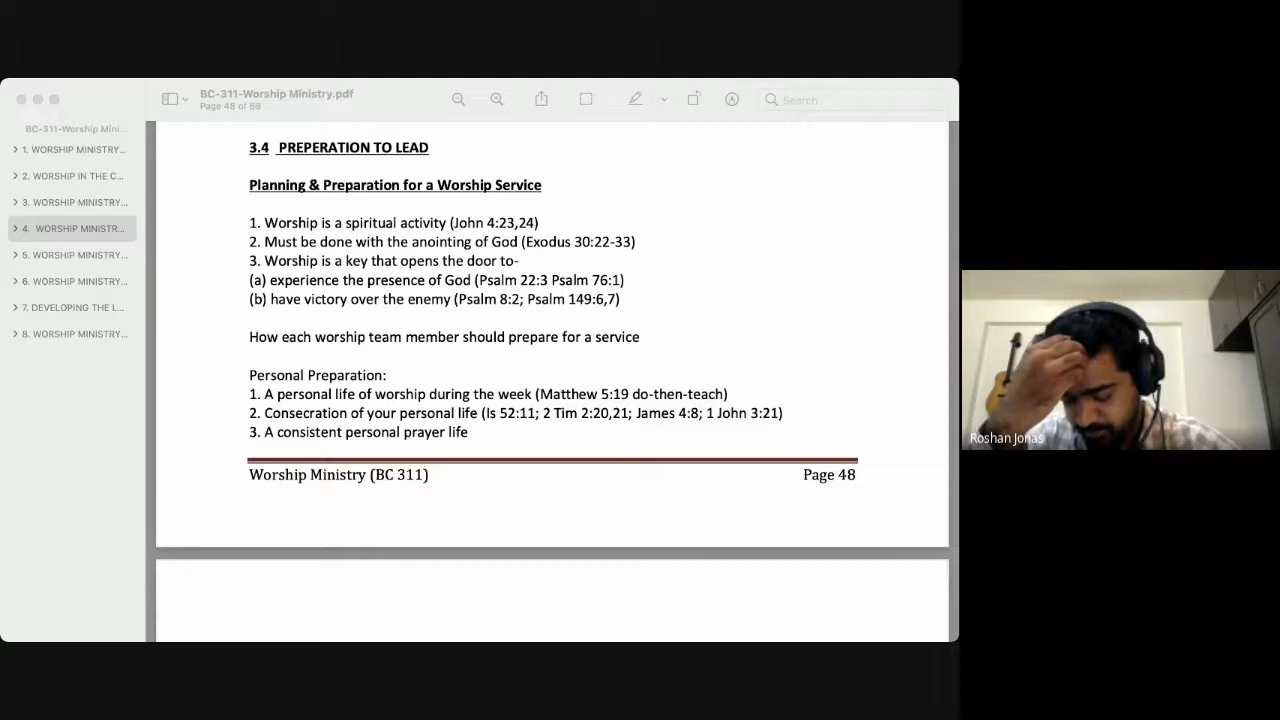 BC-311-Worship Ministry.pdf
Page 48 of 69
Search
BC-311-Worship Mini...
1. WORSHIP MINISTRY...
2. WORSHIP IN THE C...
3. WORSHIP MINISTRY...
4. WORSHIP MINISTR...
5. WORSHIP MINISTRY...
6. WORSHIP MINISTRY...
7. DEVELOPING THE L...
8. WORSHIP MINISTRY...
3.4 PREPERATION TO LEAD
Planning & Preparation for a Worship Service
1. Worship is a spiritual activity (John 4:23,24)
2. Must be done with the anointing of God (Exodus 30:22-33)
3. Worship is a key that opens the door to-
(a) experience the presence of God (Psalm 22:3 Psalm 76:1)
(b) have victory over the enemy (Psalm 8:2; Psalm 149:6,7)
How each worship team member should prepare for a service
Personal Preparation:
1. A personal life of worship during the week (Matthew 5:19 do-then-teach)
2. Consecration of your personal life (Is 52:11; 2 Tim 2:20,21; James 4:8; 1 John 3:21)
3. A consistent personal prayer life
Worship Ministry (BC 311) Page 48
Roshan Jonas